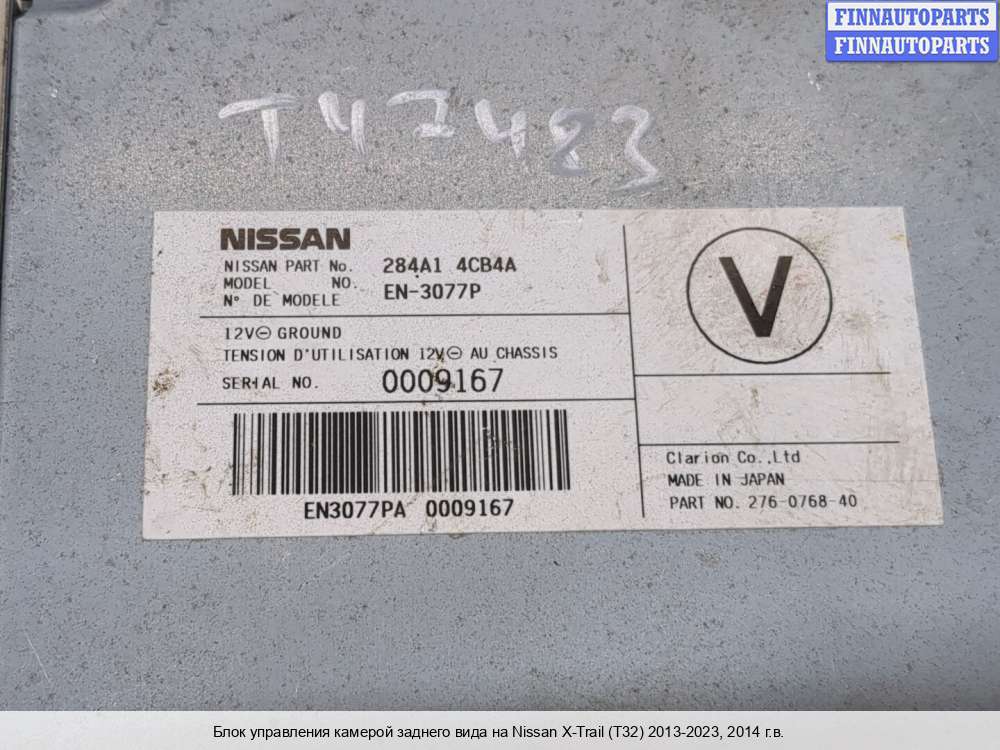 FINNAUTOPARTS
FINNAUTOPARTS
T47483
NISSAN
NISSAN PART No. 284A1 4CB4A
MODEL NO. EN-3077P
N° DE MODELE
12V⊖ GROUND
TENSION D'UTILISATION 12V⊖ AU CHASSIS
SERIAL NO. 0009167
EN3077PA 0009167
V
Clarion Co.,Ltd
MADE IN JAPAN
PART NO. 276-0768-40
Блок управления камерой заднего вида на Nissan X-Trail (T32) 2013-2023, 2014 г.в.